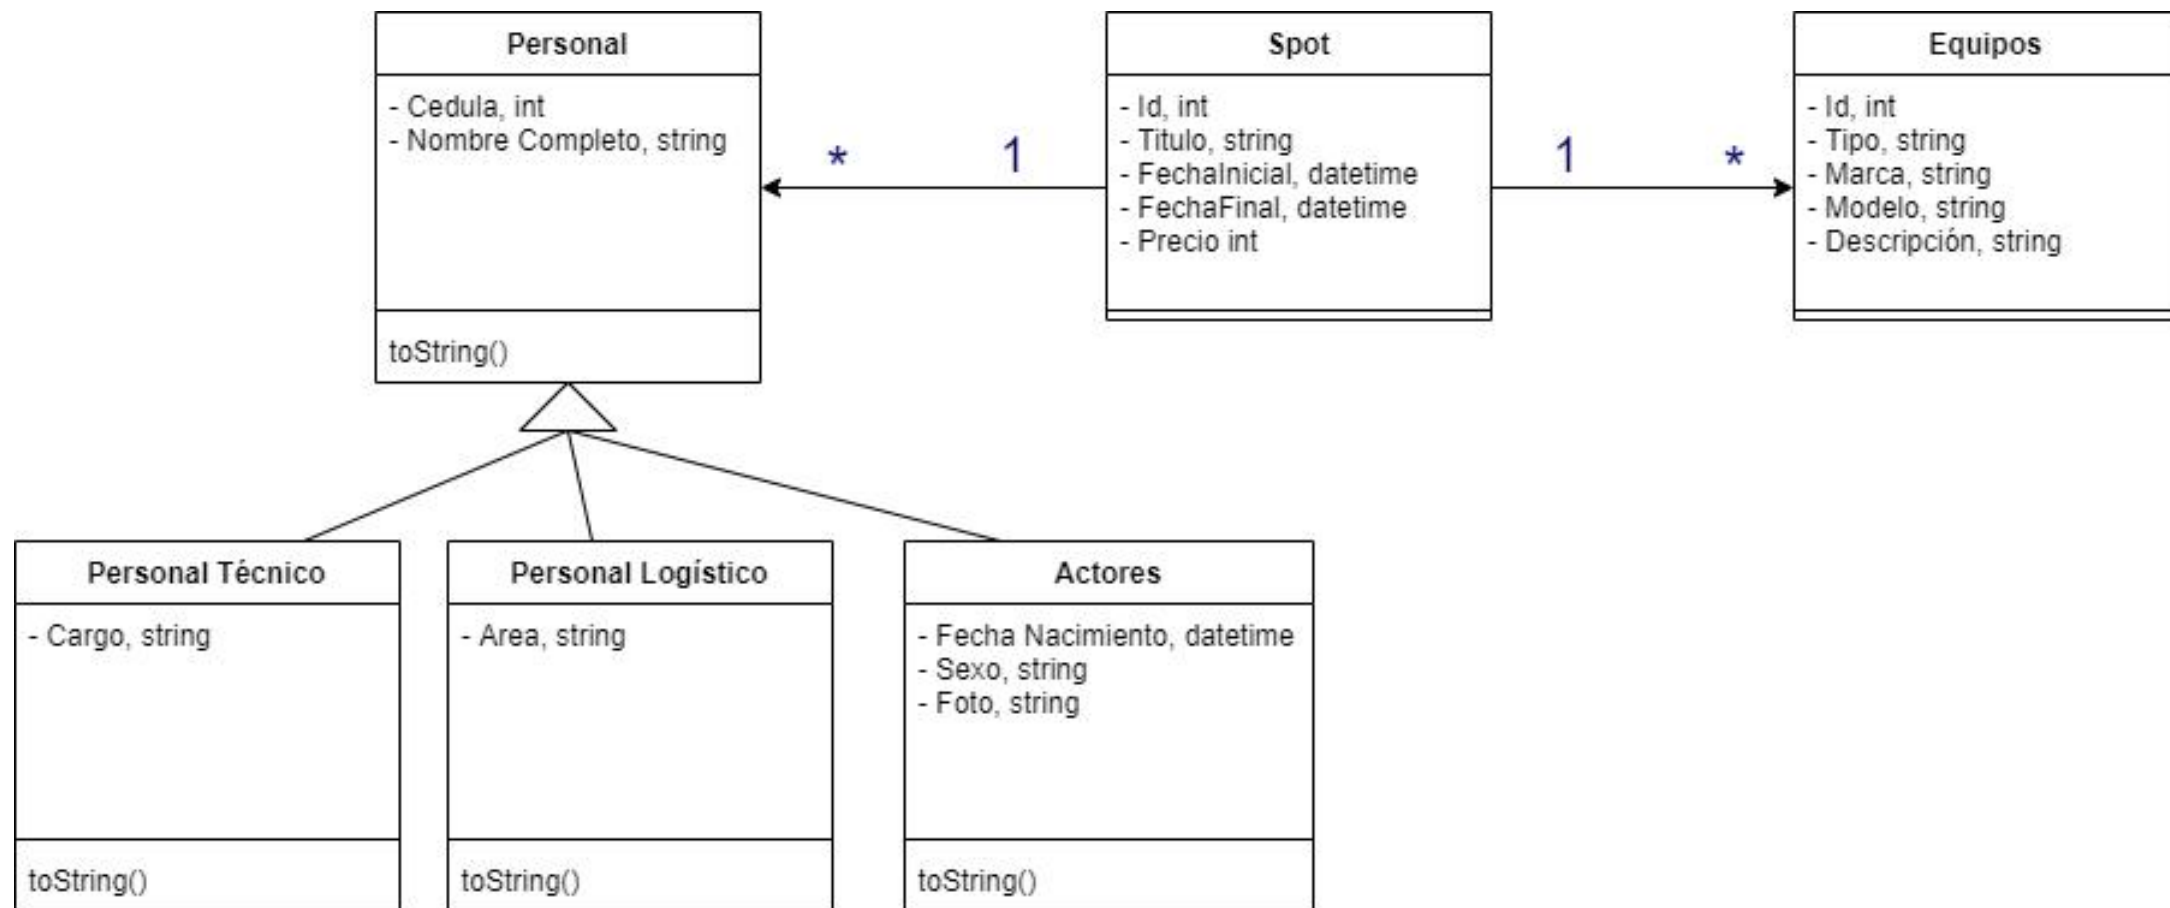 Personal
- Cedula, int
- Nombre Completo, string
toString()
* 1
Spot
- Id, int
- Titulo, string
- FechaInicial, datetime
- FechaFinal, datetime
- Precio int
1 *
Equipos
- Id, int
- Tipo, string
- Marca, string
- Modelo, string
- Descripción, string
Personal Técnico
- Cargo, string
toString()
Personal Logístico
- Area, string
toString()
Actores
- Fecha Nacimiento, datetime
- Sexo, string
- Foto, string
toString()